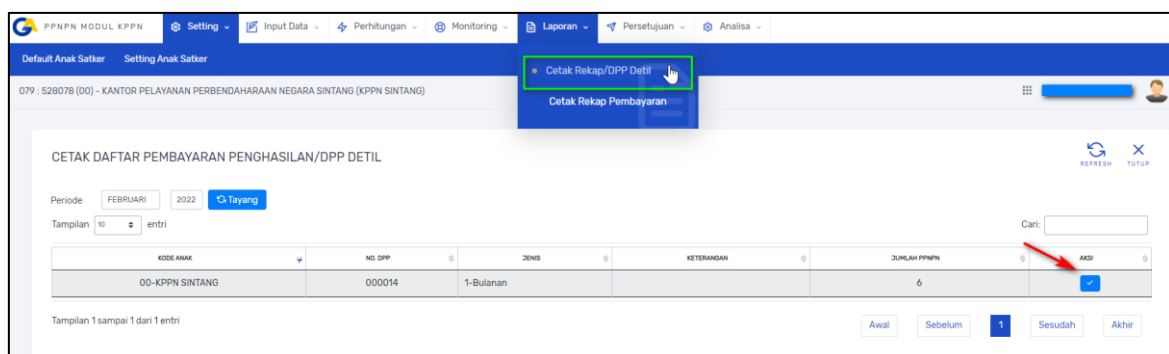 PPNPN MODUL KPPN Setting Input Data Perhitungan Monitoring Laporan Persetujuan Analisa
Default Anak Satker Setting Anak Satker
Cetak Rekap/DPP Detil
Cetak Rekap Pembayaran
079 : 528078 (00) - KANTOR PELAYANAN PERBENDAHARAAN NEGARA SINTANG (KPPN SINTANG)
CETAK DAFTAR PEMBAYARAN PENGHASILAN/DPP DETIL
REFRESH TUTUP
Periode FEBRUARI 2022 Tayang
Tampilan 10 entri Cari:
KODE ANAK NO. DPP JENIS KETERANGAN JUMLAH PPNPN AKSI
00-KPPN SINTANG 000014 1-Bulanan 6
Tampilan 1 sampai 1 dari 1 entri
Awal Sebelum 1 Sesudah Akhir